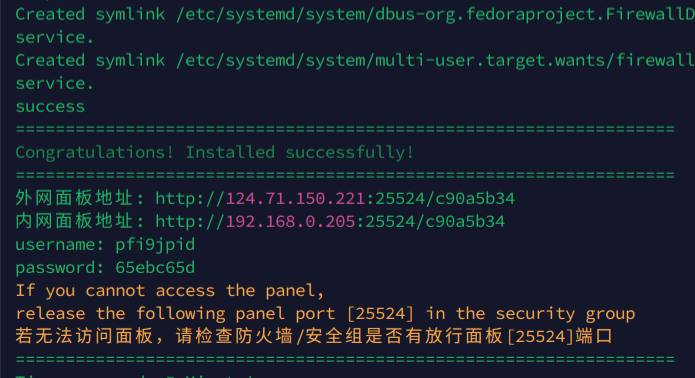 Created symlink /etc/systemd/system/dbus-org.fedoraproject.FirewallD
service.
Created symlink /etc/systemd/system/multi-user.target.wants/firewall
service.
success
==================================================================
Congratulations! Installed successfully!
==================================================================
外网面板地址: http://124.71.150.221:25524/c90a5b34
内网面板地址: http://192.168.0.205:25524/c90a5b34
username: pfi9jpid
password: 65ebc65d
If you cannot access the panel,
release the following panel port [25524] in the security group
若无法访问面板，请检查防火墙/安全组是否有放行面板[25524]端口
==================================================================